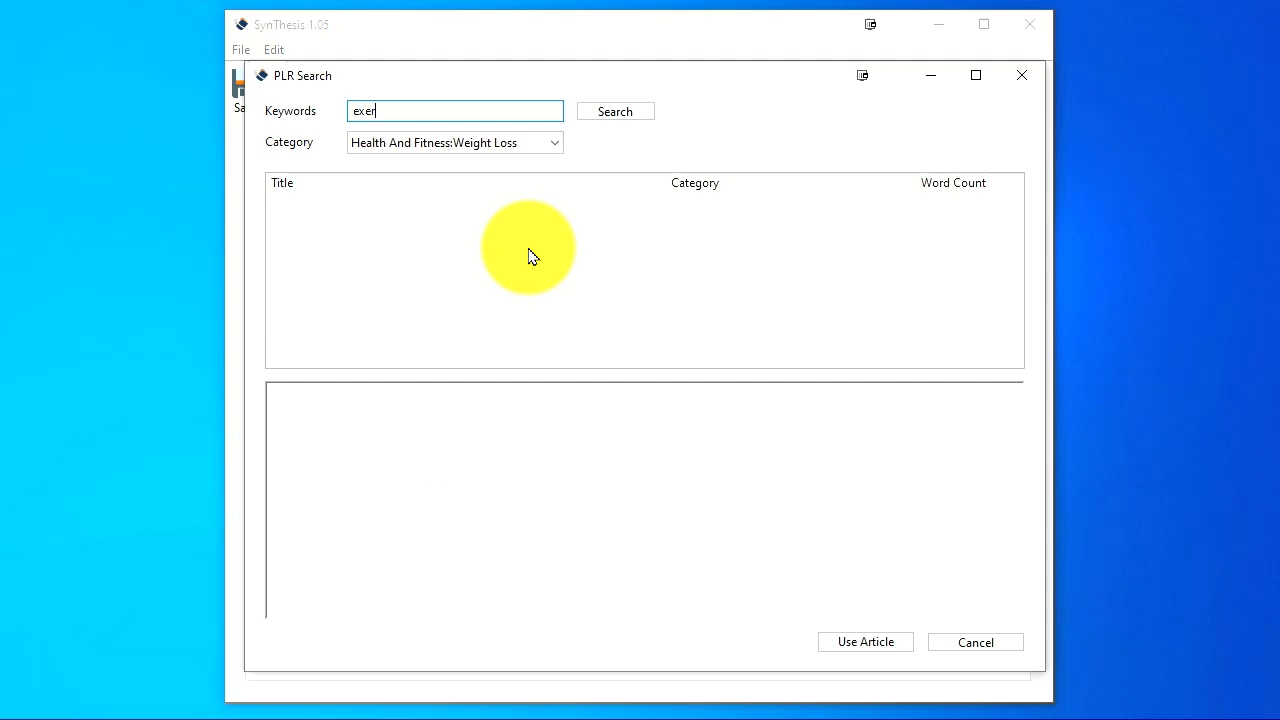 SynThesis 1.05
File Edit
PLR Search
Keywords exer Search
Category Health And Fitness:Weight Loss
Title Category Word Count
Use Article Cancel